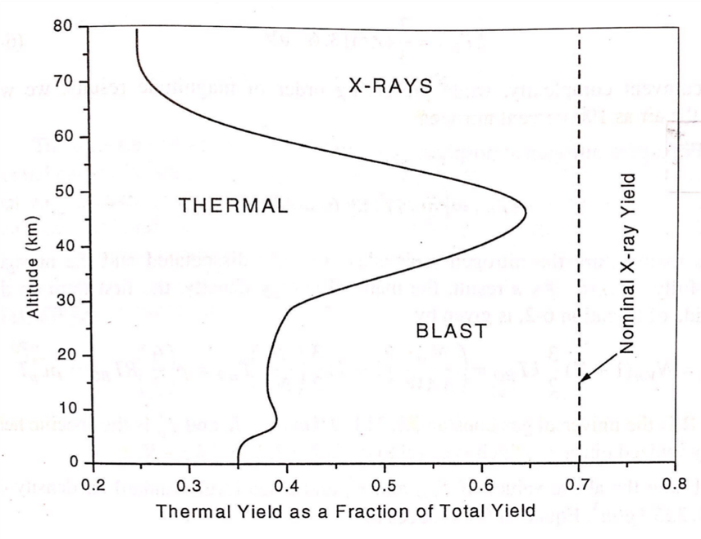 80
70
60
50
40
30
20
10
0
Altitude (km)
X-RAYS
THERMAL
BLAST
Nominal X-ray Yield
0.2 0.3 0.4 0.5 0.6 0.7 0.8
Thermal Yield as a Fraction of Total Yield